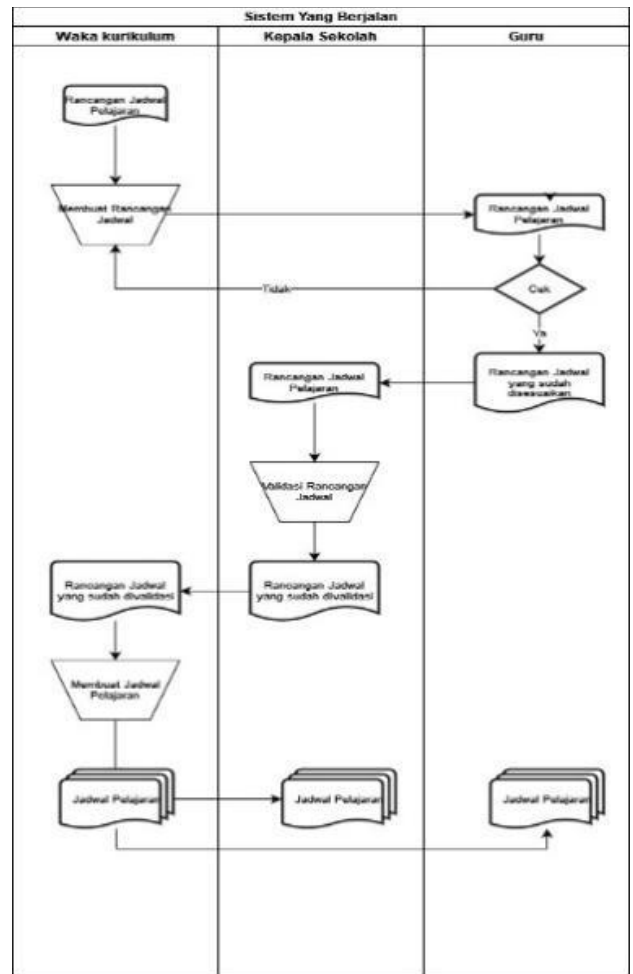 Sistem Yang Berjalan
Waka kurikulum
Kepala Sekolah
Guru
Rancangan Jadwal
Pelajaran
Membuat Rancangan
Jadwal
Rancangan Jadwal
Pelajaran
Cek
Tidak
Ya
Rancangan Jadwal
yang sudah
disesuaikan
Rancangan Jadwal
Pelajaran
Validasi Rancangan
Jadwal
Rancangan Jadwal
yang sudah divalidasi
Rancangan Jadwal
yang sudah divalidasi
Membuat Jadwal
Pelajaran
Jadwal Pelajaran
Jadwal Pelajaran
Jadwal Pelajaran